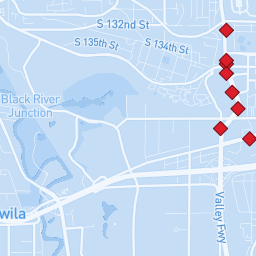 S 132nd St
S 135th St
S 134th St
Black River
Junction
wila
Valley Fwy